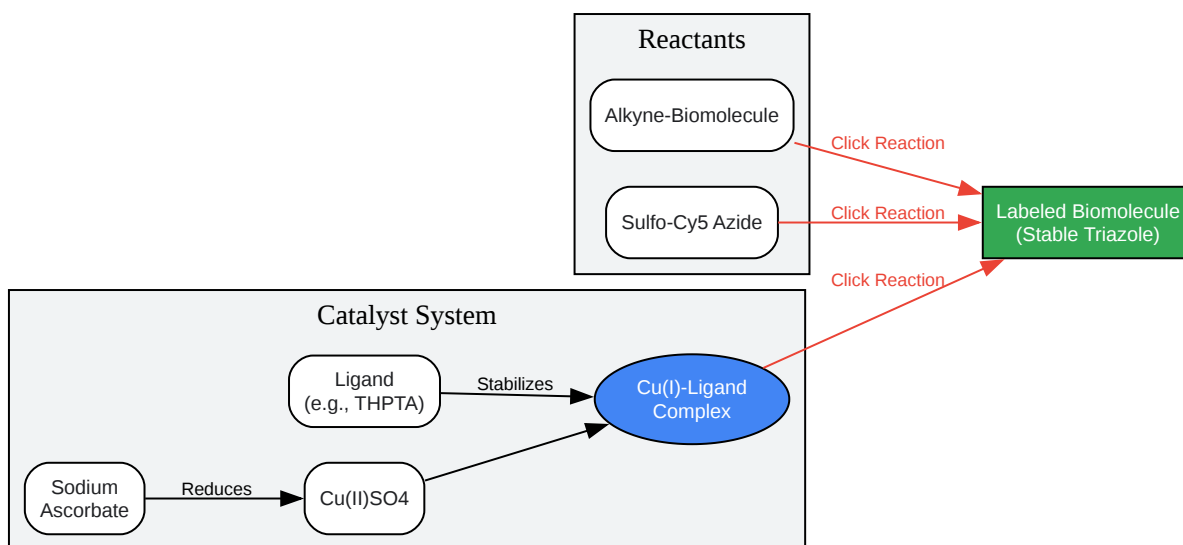 Reactants
Alkyne-Biomolecule
Click Reaction
Sulfo-Cy5 Azide
Click Reaction
Labeled Biomolecule
(Stable Triazole)
Click Reaction
Catalyst System
Ligand
(e.g., THPTA)
Stabilizes
Cu(I)-Ligand
Complex
Sodium
Ascorbate
Reduces
Cu(II)SO4